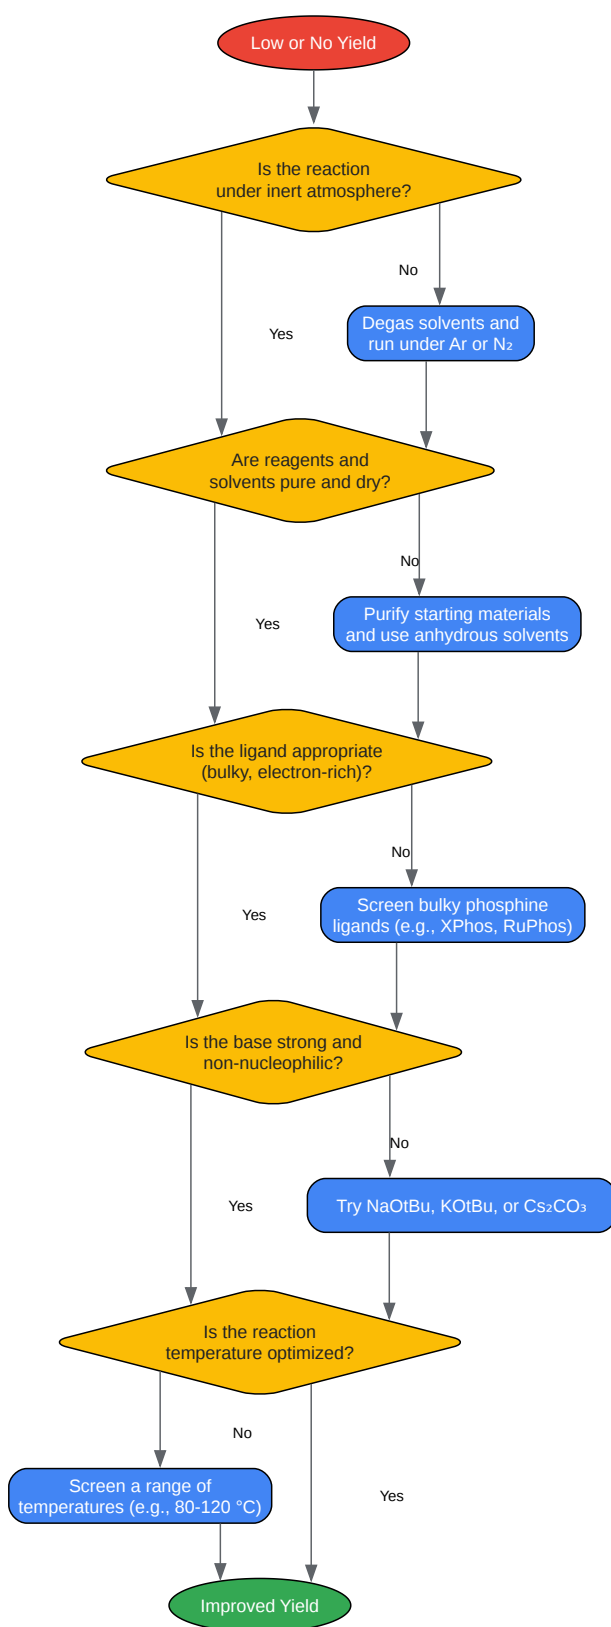 Low or No Yield
Is the reaction
under inert atmosphere?
No
Degas solvents and
run under Ar or N₂
Yes
Are reagents and
solvents pure and dry?
No
Purify starting materials
and use anhydrous solvents
Yes
Is the ligand appropriate
(bulky, electron-rich)?
No
Screen bulky phosphine
ligands (e.g., XPhos, RuPhos)
Yes
Is the base strong and
non-nucleophilic?
No
Try NaOtBu, KOtBu, or Cs₂CO₃
Yes
Is the reaction
temperature optimized?
No
Screen a range of
temperatures (e.g., 80-120 °C)
Yes
Improved Yield